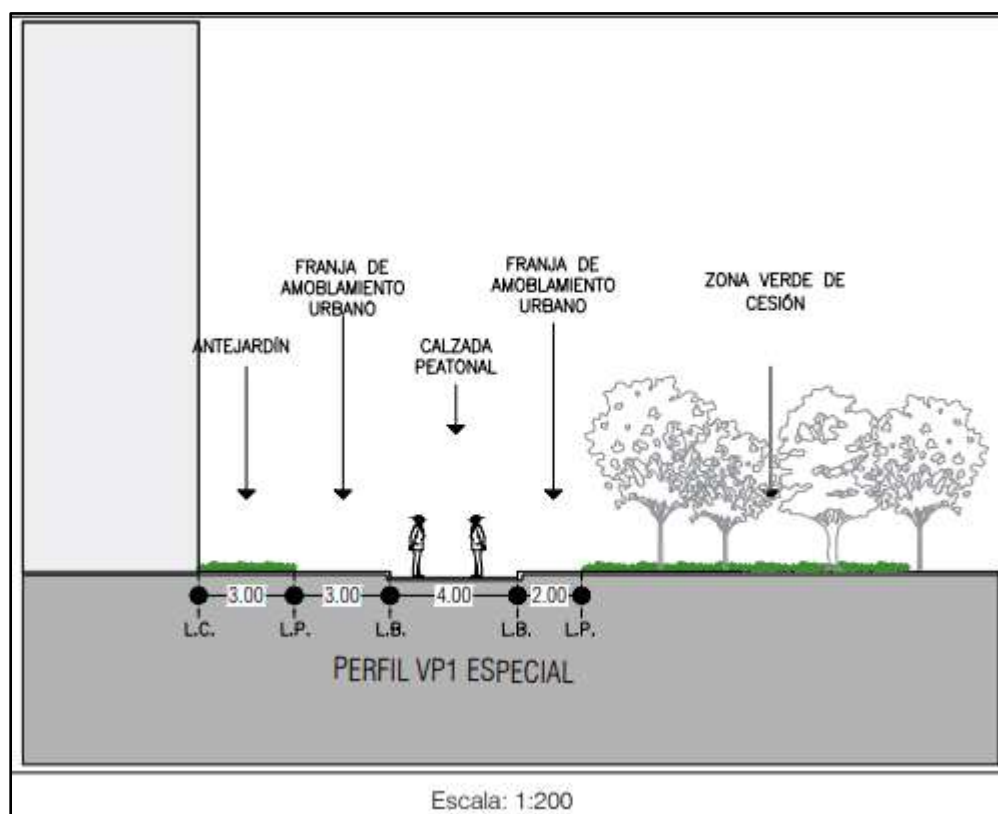 FRANJA DE
AMOBLAMIENTO
URBANO
FRANJA DE
AMOBLAMIENTO
URBANO
ZONA VERDE DE
CESIÓN
ANTEJARDÍN
CALZADA
PEATONAL
3.00 3.00 4.00 2.00
L.C. L.P. L.B. L.B. L.P.
PERFIL VP1 ESPECIAL
Escala: 1:200